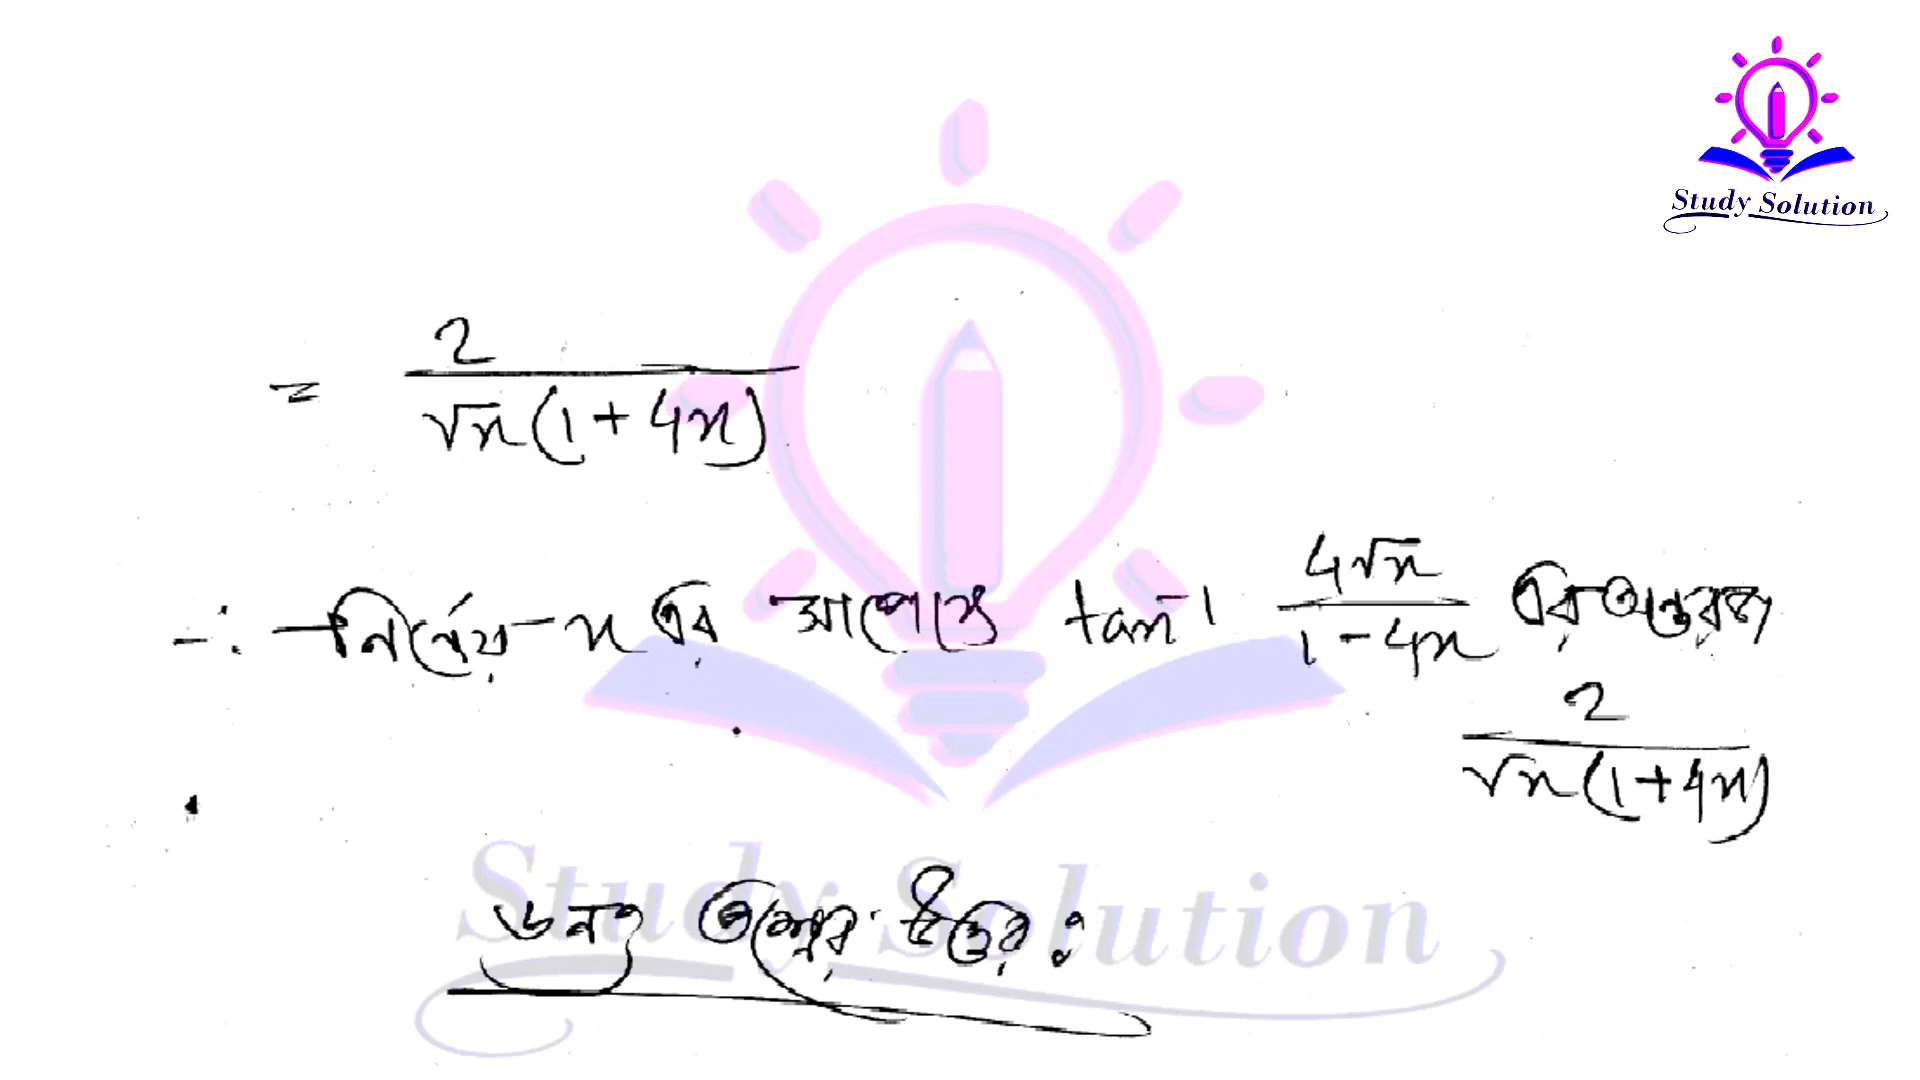 Study Solution
= 2 / √x(1+4x)
∴ নির্ণেয় x এর সাপেক্ষে tan⁻¹ 4√x / 1-4x এর অন্তরজ
2 / √x(1+4x)
৬নং প্রশ্নের উত্তর:
Study Solution